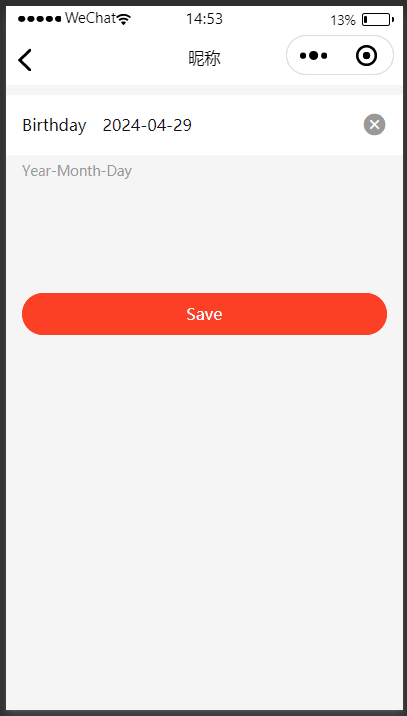 WeChat 14:53 13%
昵称
Birthday 2024-04-29
Year-Month-Day
Save